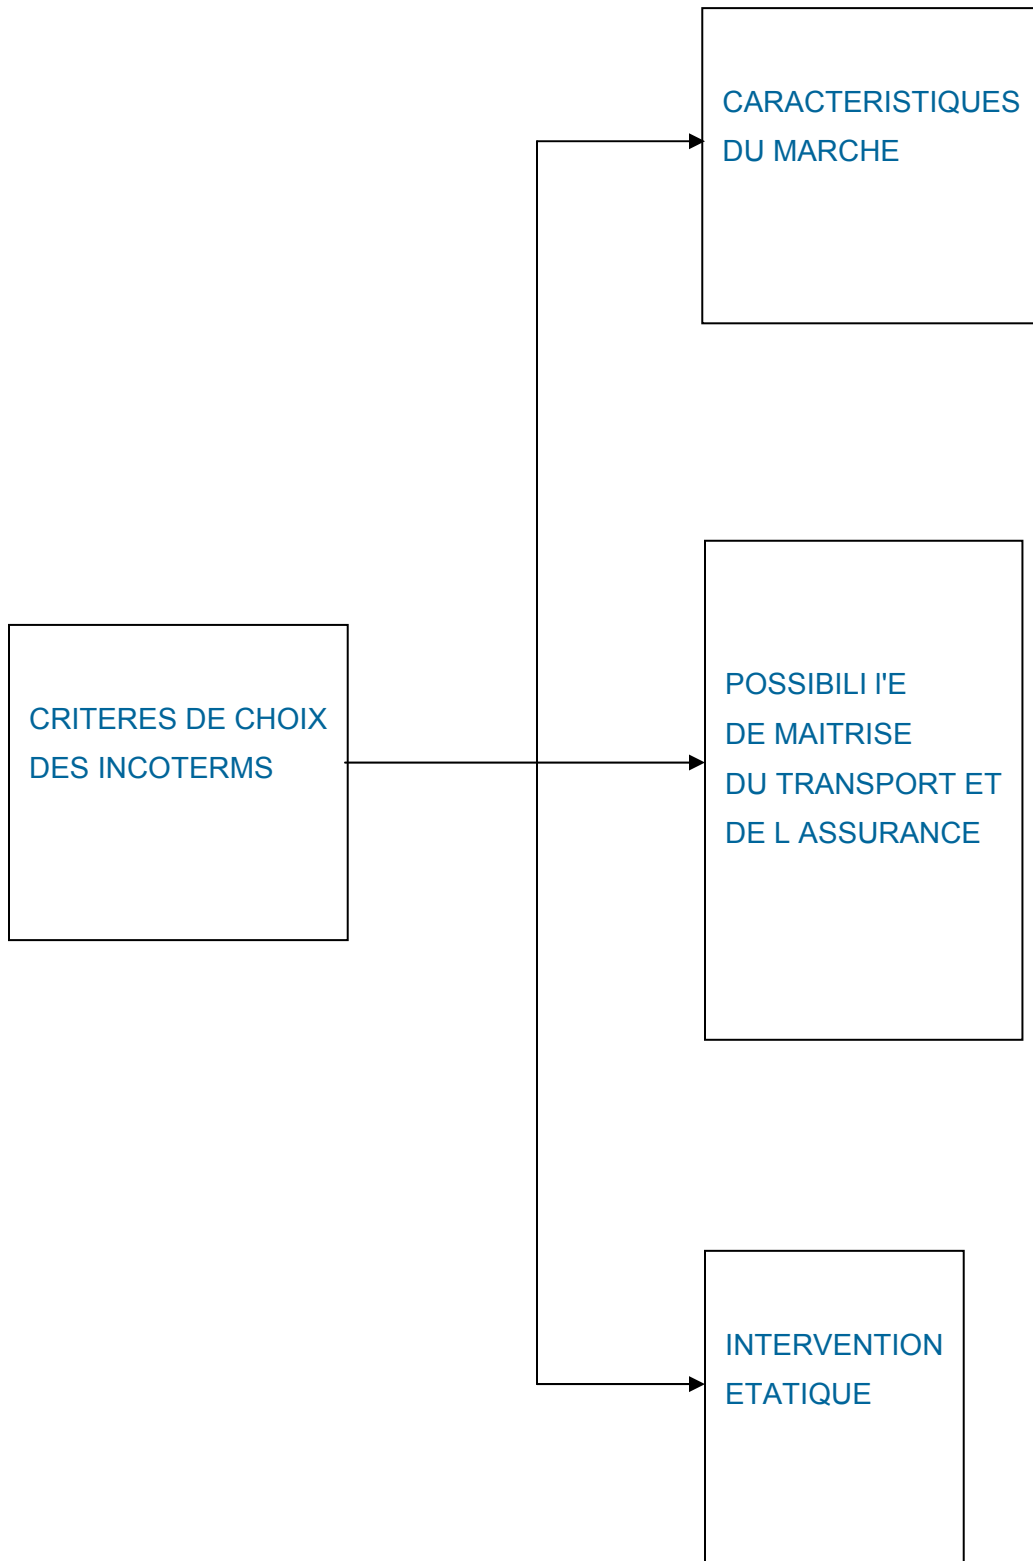 CARACTERISTIQUES
DU MARCHE
CRITERES DE CHOIX
DES INCOTERMS
POSSIBILI l'E
DE MAITRISE
DU TRANSPORT ET
DE L ASSURANCE
INTERVENTION
ETATIQUE